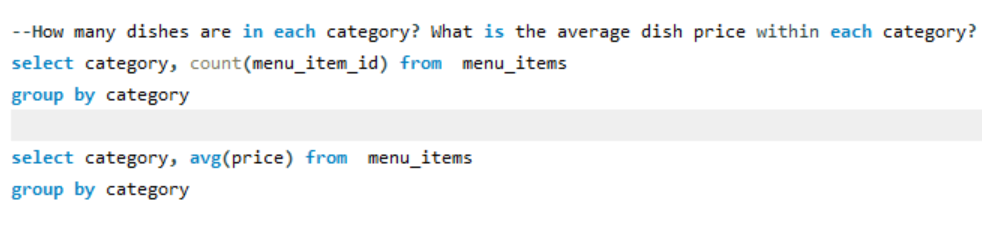 --How many dishes are in each category? What is the average dish price within each category?
select category, count(menu_item_id) from  menu_items
group by category
select category, avg(price) from  menu_items
group by category